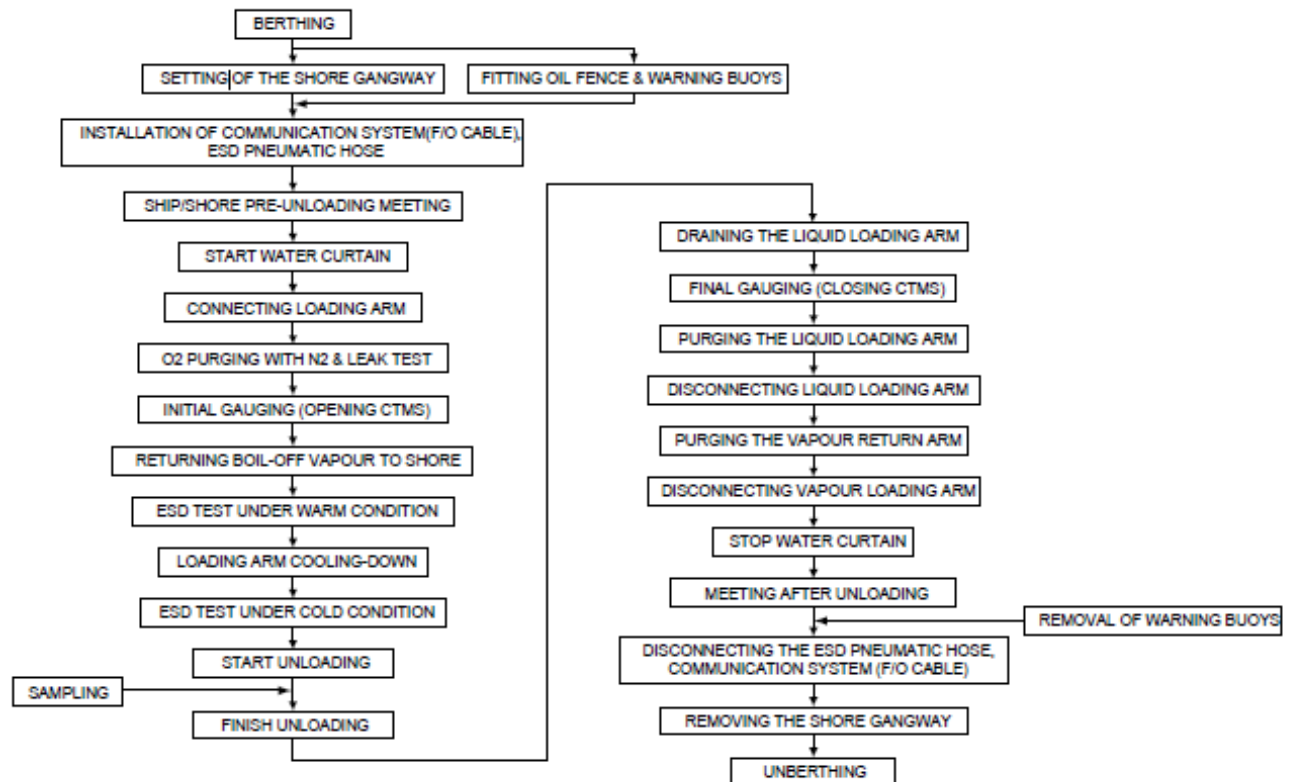 BERTHING
SETTING OF THE SHORE GANGWAY
FITTING OIL FENCE & WARNING BUOYS
INSTALLATION OF COMMUNICATION SYSTEM(F/O CABLE),
ESD PNEUMATIC HOSE
SHIP/SHORE PRE-UNLOADING MEETING
START WATER CURTAIN
CONNECTING LOADING ARM
O2 PURGING WITH N2 & LEAK TEST
INITIAL GAUGING (OPENING CTMS)
RETURNING BOIL-OFF VAPOUR TO SHORE
ESD TEST UNDER WARM CONDITION
LOADING ARM COOLING-DOWN
ESD TEST UNDER COLD CONDITION
START UNLOADING
SAMPLING
FINISH UNLOADING
DRAINING THE LIQUID LOADING ARM
FINAL GAUGING (CLOSING CTMS)
PURGING THE LIQUID LOADING ARM
DISCONNECTING LIQUID LOADING ARM
PURGING THE VAPOUR RETURN ARM
DISCONNECTING VAPOUR LOADING ARM
STOP WATER CURTAIN
MEETING AFTER UNLOADING
REMOVAL OF WARNING BUOYS
DISCONNECTING THE ESD PNEUMATIC HOSE,
COMMUNICATION SYSTEM (F/O CABLE)
REMOVING THE SHORE GANGWAY
UNBERTHING